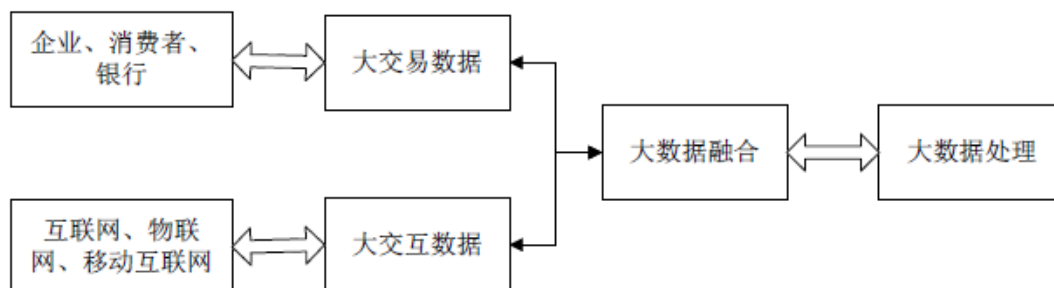 企业、消费者、
银行
大交易数据
大数据融合
大数据处理
互联网、物联
网、移动互联网
大交互数据